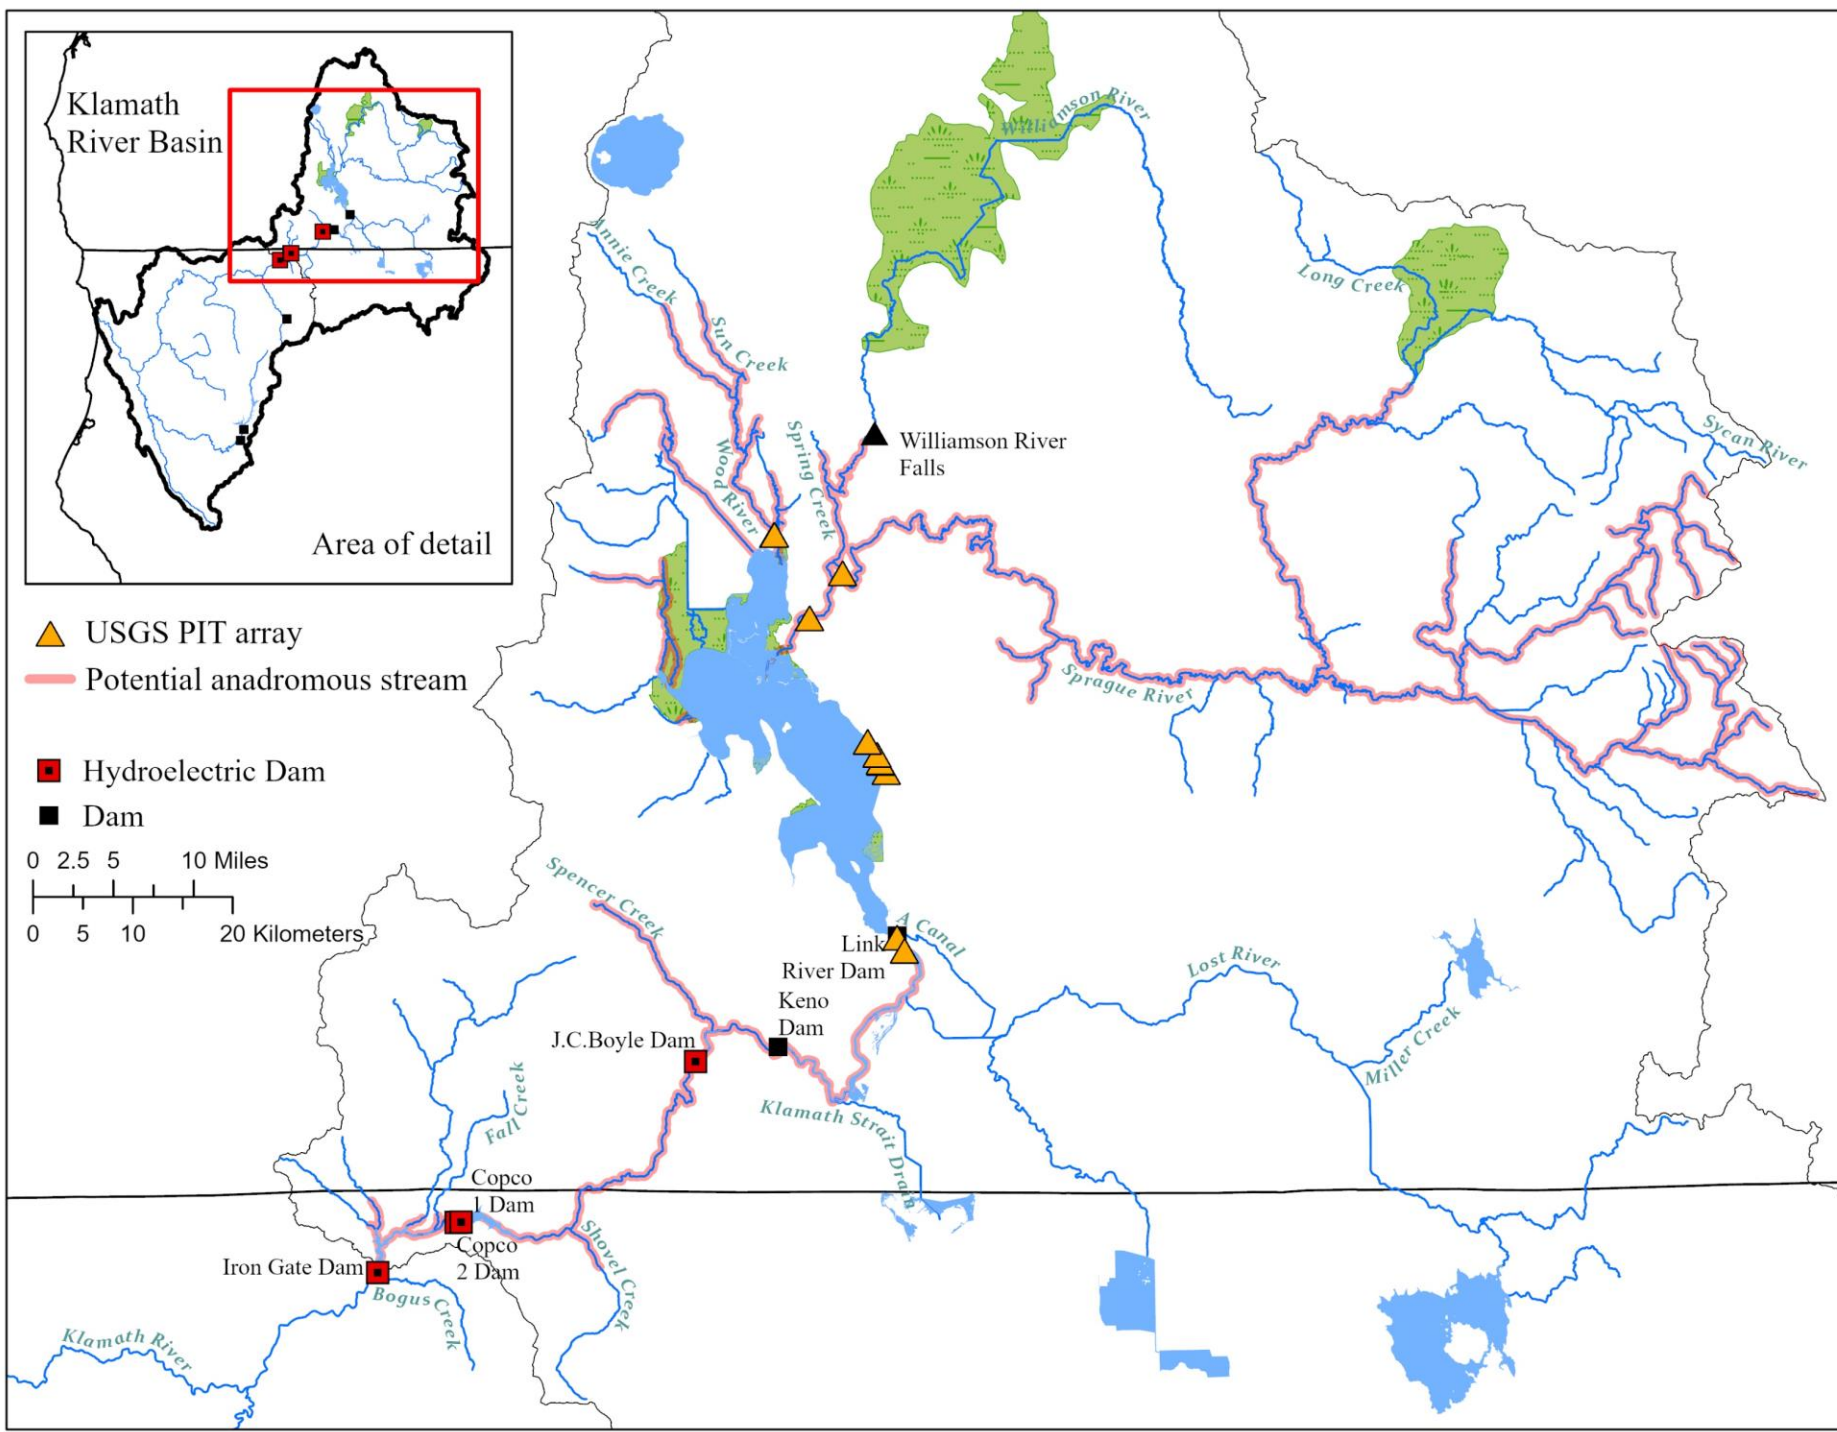 Klamath
River Basin
Area of detail
USGS PIT array
Potential anadromous stream
Hydroelectric Dam
Dam
0 2.5 5 10 Miles
0 5 10 20 Kilometers
Williamson River
Annie Creek
Sun Creek
Long Creek
Williamson River
Falls
Spring Creek
Wood River
Sycan River
Sprague River
Spencer Creek
A Canal
Link
River Dam
Keno
Dam
Lost River
J.C.Boyle Dam
Miller Creek
Fall Creek
Klamath Strait Drain
Copco
1 Dam
Copco
2 Dam
Shovel Creek
Iron Gate Dam
Bogus Creek
Klamath River